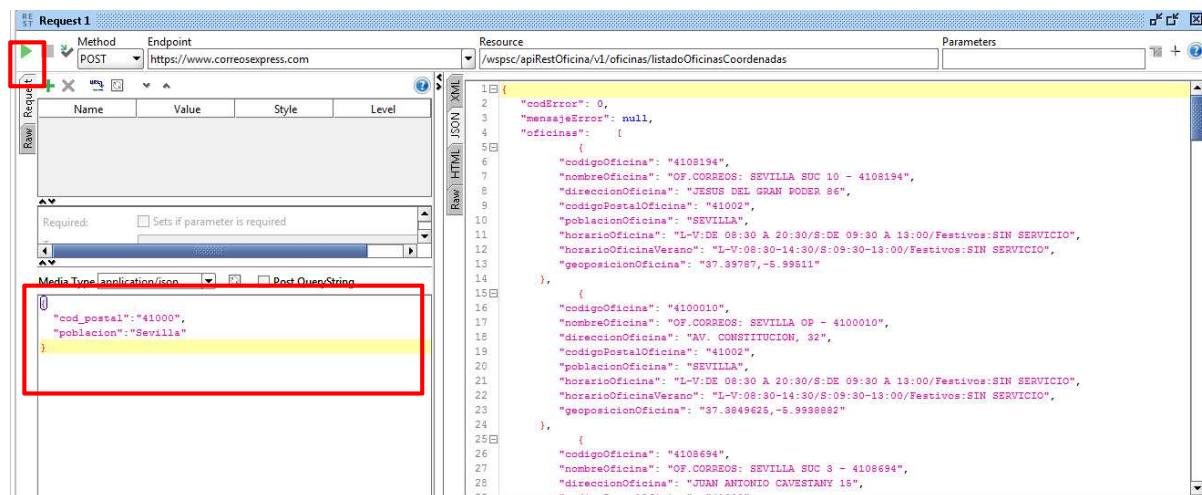 REST Request 1
Method Endpoint Resource Parameters
POST https://www.correosexpress.com /wspsc/apiRestOficina/v1/oficinas/listadoOficinasCoordenadas
Request
Raw
Name Value Style Level
Required: Sets if parameter is required
Media Type application/json Post QueryString
{
"cod_postal":"41000",
"poblacion":"Sevilla"
}
XML
JSON
HTML
Raw
1 {
2 "codError": 0,
3 "mensajeError": null,
4 "oficinas": [
5 {
6 "codigoOficina": "4108194",
7 "nombreOficina": "OF.CORREOS: SEVILLA SUC 10 - 4108194",
8 "direccionOficina": "JESUS DEL GRAN PODER 86",
9 "codigoPostalOficina": "41002",
10 "poblacionOficina": "SEVILLA",
11 "horarioOficina": "L-V:DE 08:30 A 20:30/S:DE 09:30 A 13:00/Festivos:SIN SERVICIO",
12 "horarioOficinaVerano": "L-V:08:30-14:30/S:09:30-13:00/Festivos:SIN SERVICIO",
13 "geoposicionOficina": "37.39787,-5.99511"
14 },
15 {
16 "codigoOficina": "4100010",
17 "nombreOficina": "OF.CORREOS: SEVILLA OP - 4100010",
18 "direccionOficina": "AV. CONSTITUCION, 32",
19 "codigoPostalOficina": "41002",
20 "poblacionOficina": "SEVILLA",
21 "horarioOficina": "L-V:DE 08:30 A 20:30/S:DE 09:30 A 13:00/Festivos:SIN SERVICIO",
22 "horarioOficinaVerano": "L-V:08:30-14:30/S:09:30-13:00/Festivos:SIN SERVICIO",
23 "geoposicionOficina": "37.3849625,-5.9938882"
24 },
25 {
26 "codigoOficina": "4108694",
27 "nombreOficina": "OF.CORREOS: SEVILLA SUC 3 - 4108694",
28 "direccionOficina": "JUAN ANTONIO CAVESTANY 15",